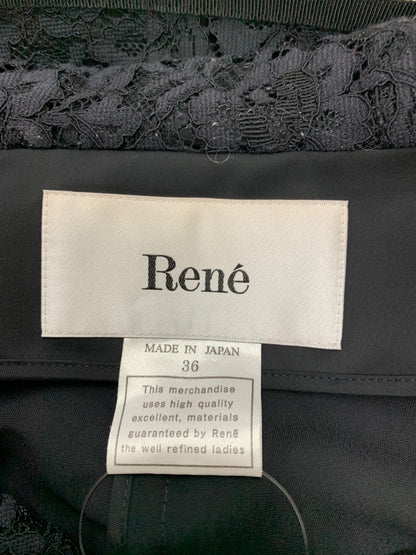 René
MADE IN JAPAN
36
This merchandise
uses high quality
excellent, materials
guaranteed by René
the well refined ladies